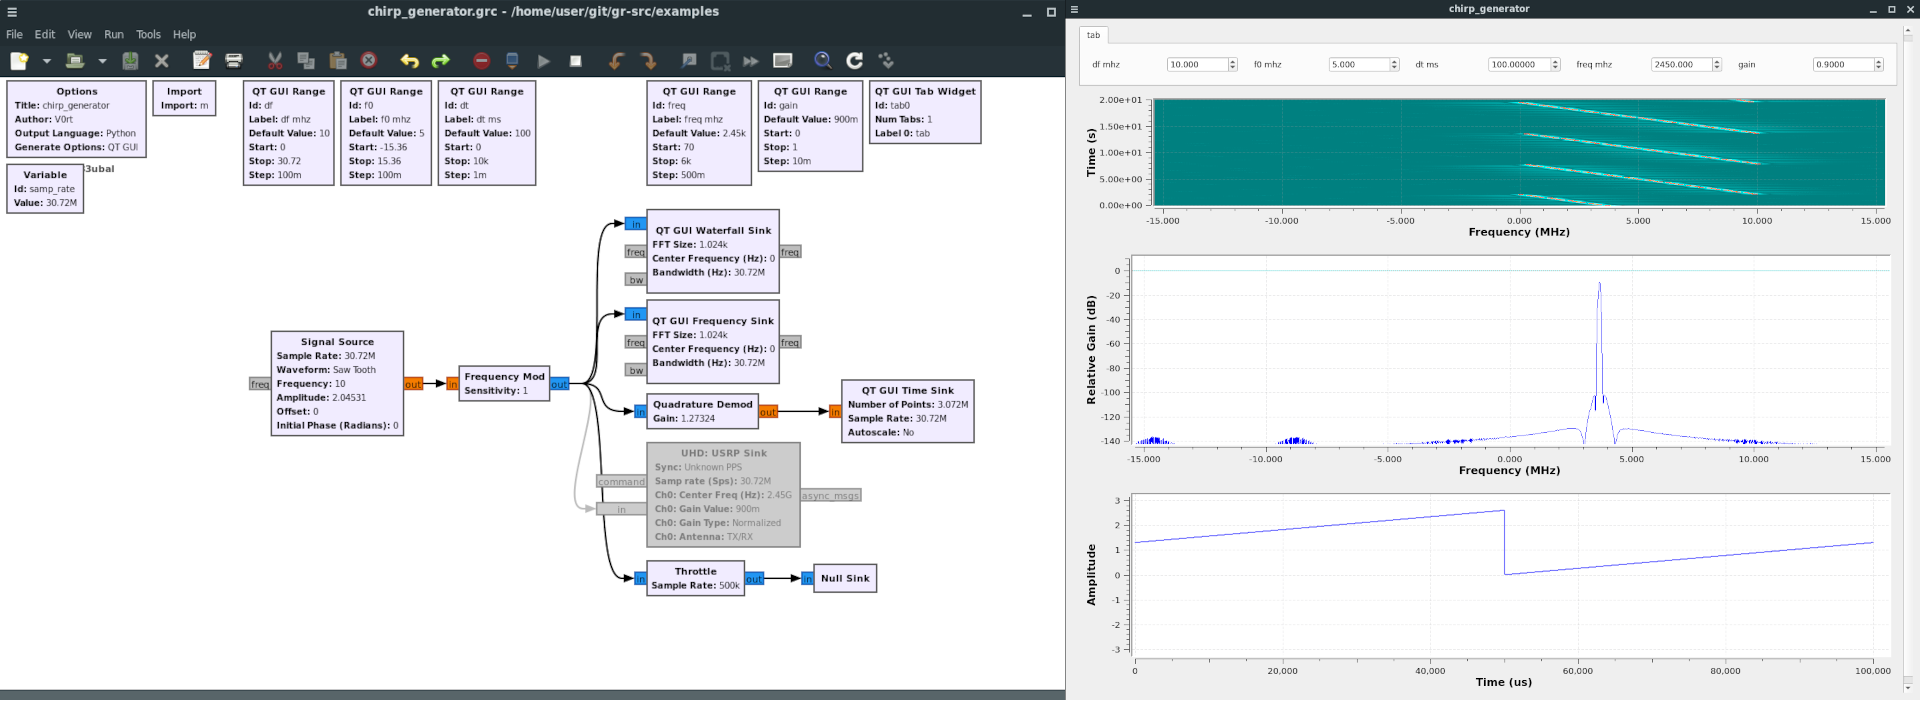 chirp_generator.grc - /home/user/git/gr-src/examples
File Edit View Run Tools Help
Options
Title: chirp_generator
Author: V0rt
Output Language: Python
Generate Options: QT GUI
Import
Import: m
3ubal
Variable
Id: samp_rate
Value: 30.72M
QT GUI Range
Id: df
Label: df mhz
Default Value: 10
Start: 0
Stop: 30.72
Step: 100m
QT GUI Range
Id: f0
Label: f0 mhz
Default Value: 5
Start: -15.36
Stop: 15.36
Step: 100m
QT GUI Range
Id: dt
Label: dt ms
Default Value: 100
Start: 0
Stop: 10k
Step: 1m
QT GUI Range
Id: freq
Label: freq mhz
Default Value: 2.45k
Start: 70
Stop: 6k
Step: 500m
QT GUI Range
Id: gain
Default Value: 900m
Start: 0
Stop: 1
Step: 10m
QT GUI Tab Widget
Id: tab0
Num Tabs: 1
Label 0: tab
in
freq
bw
QT GUI Waterfall Sink
FFT Size: 1.024k
Center Frequency (Hz): 0
Bandwidth (Hz): 30.72M
freq
in
freq
bw
QT GUI Frequency Sink
FFT Size: 1.024k
Center Frequency (Hz): 0
Bandwidth (Hz): 30.72M
freq
freq
Signal Source
Sample Rate: 30.72M
Waveform: Saw Tooth
Frequency: 10
Amplitude: 2.04531
Offset: 0
Initial Phase (Radians): 0
out
in
Frequency Mod
Sensitivity: 1
out
in
Quadrature Demod
Gain: 1.27324
out
in
QT GUI Time Sink
Number of Points: 3.072M
Sample Rate: 30.72M
Autoscale: No
command
in
UHD: USRP Sink
Sync: Unknown PPS
Samp rate (Sps): 30.72M
Ch0: Center Freq (Hz): 2.45G
Ch0: Gain Value: 900m
Ch0: Gain Type: Normalized
Ch0: Antenna: TX/RX
async_msgs
in
Throttle
Sample Rate: 500k
out
in
Null Sink
chirp_generator
tab
df mhz 10.000 f0 mhz 5.000 dt ms 100.00000 freq mhz 2450.000 gain 0.9000
Time (s)
2.00e+01
1.50e+01
1.00e+01
5.00e+00
0.00e+00
-15.000 -10.000 -5.000 0.000 5.000 10.000 15.000
Frequency (MHz)
Relative Gain (dB)
0
-20
-40
-60
-80
-100
-120
-140
-15.000 -10.000 -5.000 0.000 5.000 10.000 15.000
Frequency (MHz)
Amplitude
3
2
1
0
-1
-2
-3
0 20,000 40,000 60,000 80,000 100,000
Time (us)